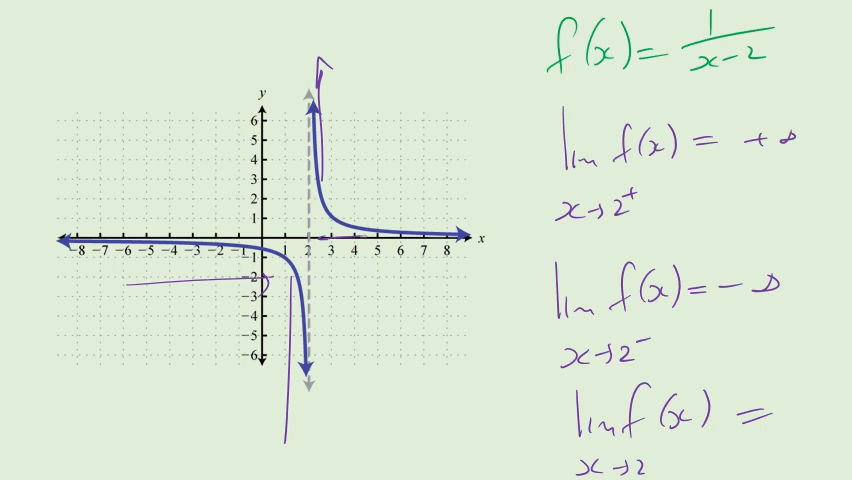 f(x) = 1/(x-2)
lim f(x) = +∞
x→2⁺
lim f(x) = -∞
x→2⁻
lim f(x) =
x→2
y
6
5
4
3
2
1
-8 -7 -6 -5 -4 -3 -2 -1 1 2 3 4 5 6 7 8 x
-1
-2
-3
-4
-5
-6